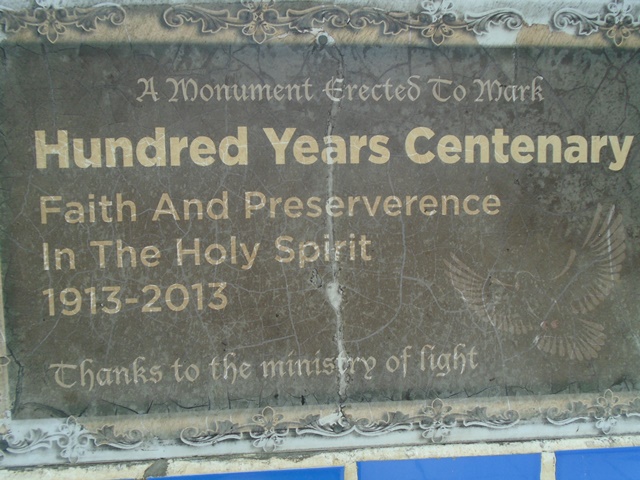 A Monument Erected To Mark
Hundred Years Centenary
Faith And Preserverence
In The Holy Spirit
1913-2013
Thanks to the ministry of light